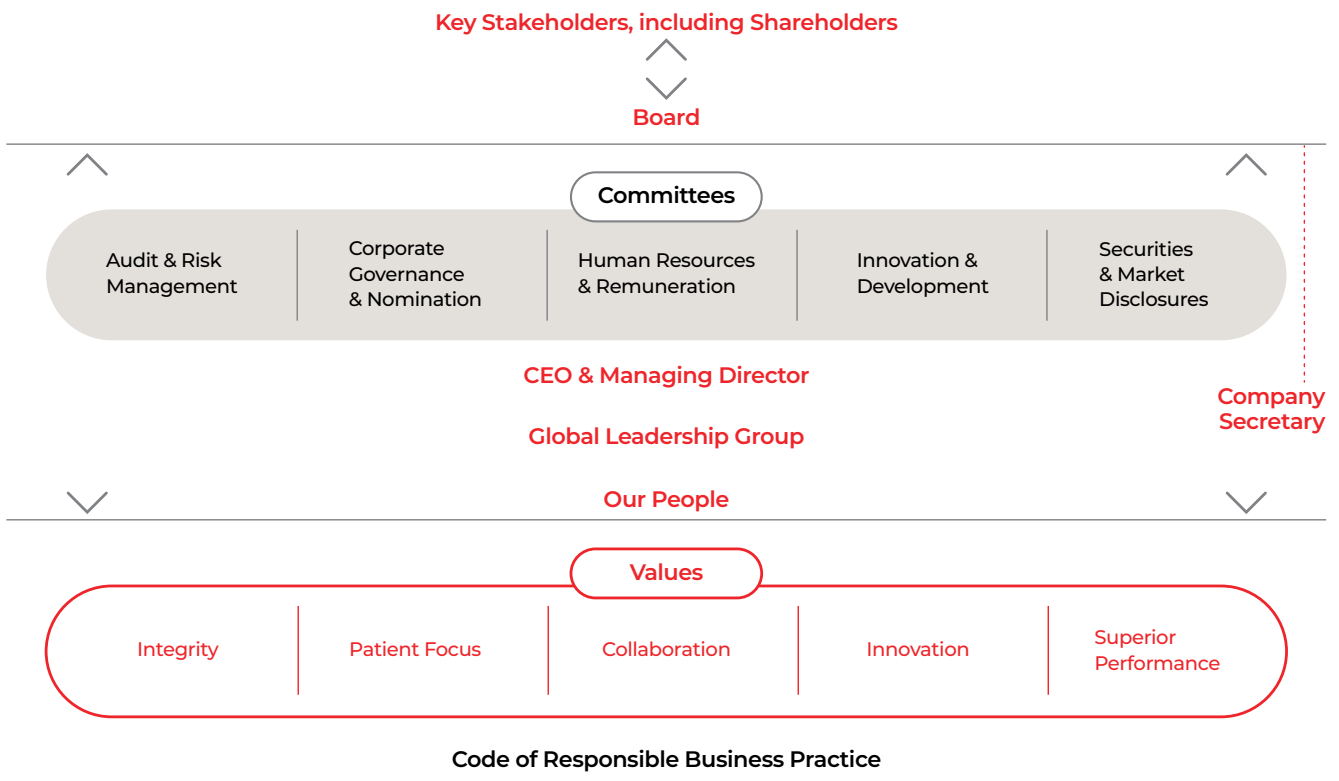 Key Stakeholders, including Shareholders
Board
Committees
Audit & Risk
Management
Corporate
Governance
& Nomination
Human Resources
& Remuneration
Innovation &
Development
Securities
& Market
Disclosures
CEO & Managing Director
Company
Secretary
Global Leadership Group
Our People
Values
Integrity
Patient Focus
Collaboration
Innovation
Superior
Performance
Code of Responsible Business Practice